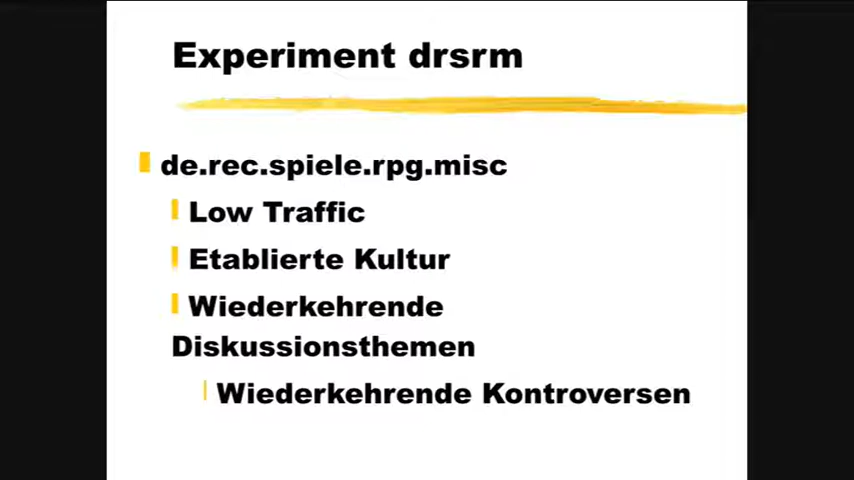 Experiment drsrm
de.rec.spiele.rpg.misc
Low Traffic
Etablierte Kultur
Wiederkehrende
Diskussionsthemen
Wiederkehrende Kontroversen